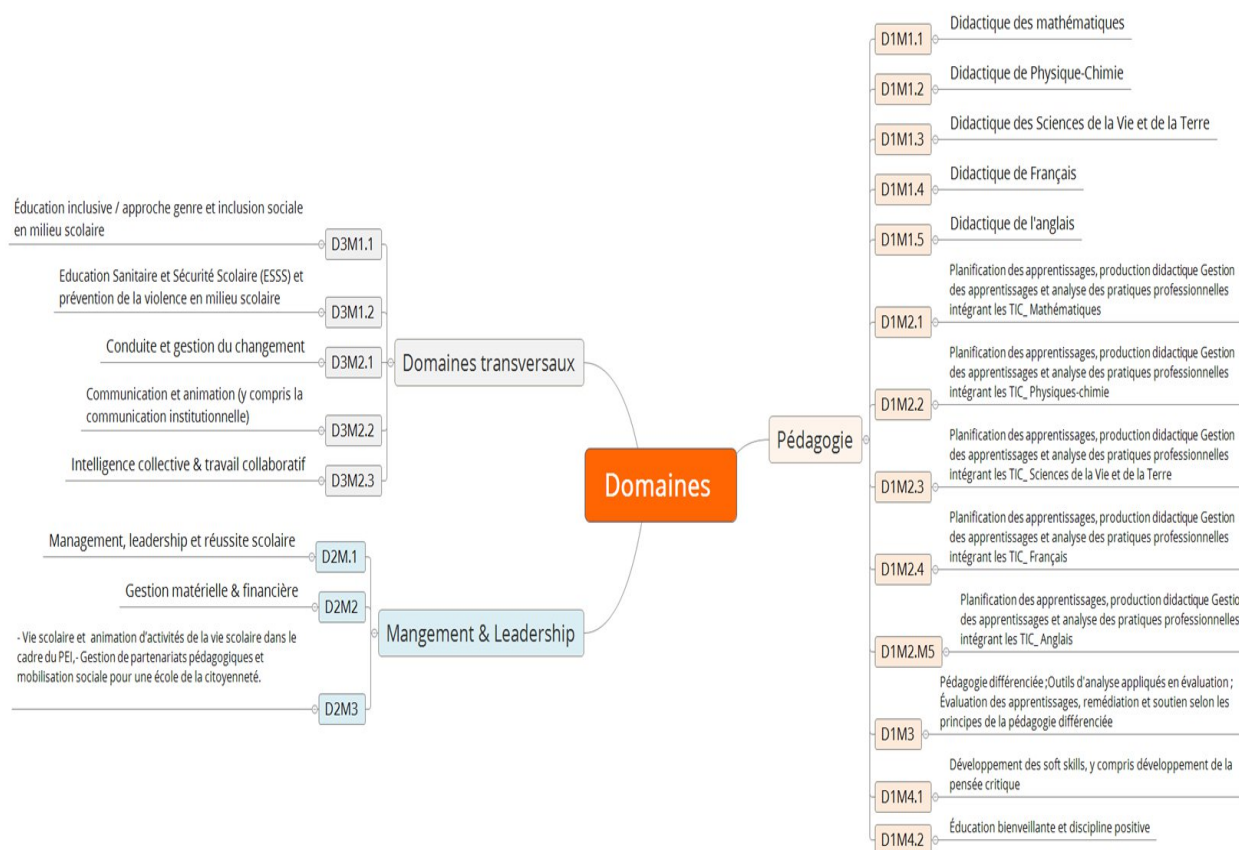 Domaines
Pédagogie
D1M1.1
Didactique des mathématiques
D1M1.2
Didactique de Physique-Chimie
D1M1.3
Didactique des Sciences de la Vie et de la Terre
D1M1.4
Didactique de Français
D1M1.5
Didactique de l'anglais
D1M2.1
Planification des apprentissages, production didactique Gestion
des apprentissages et analyse des pratiques professionnelles
intégrant les TIC_ Mathématiques
D1M2.2
Planification des apprentissages, production didactique Gestion
des apprentissages et analyse des pratiques professionnelles
intégrant les TIC_ Physiques-chimie
D1M2.3
Planification des apprentissages, production didactique Gestion
des apprentissages et analyse des pratiques professionnelles
intégrant les TIC_ Sciences de la Vie et de la Terre
D1M2.4
Planification des apprentissages, production didactique Gestion
des apprentissages et analyse des pratiques professionnelles
intégrant les TIC_ Français
D1M2.M5
Planification des apprentissages, production didactique Gestio
des apprentissages et analyse des pratiques professionnelles
intégrant les TIC_ Anglais
D1M3
Pédagogie différenciée ;Outils d'analyse appliqués en évaluation ;
Évaluation des apprentissages, remédiation et soutien selon les
principes de la pédagogie différenciée
D1M4.1
Développement des soft skills, y compris développement de la
pensée critique
D1M4.2
Éducation bienveillante et discipline positive
Domaines transversaux
D3M1.1
Éducation inclusive / approche genre et inclusion sociale
en milieu scolaire
D3M1.2
Education Sanitaire et Sécurité Scolaire (ESSS) et
prévention de la violence en milieu scolaire
D3M2.1
Conduite et gestion du changement
D3M2.2
Communication et animation (y compris la
communication institutionnelle)
D3M2.3
Intelligence collective & travail collaboratif
Mangement & Leadership
D2M.1
Management, leadership et réussite scolaire
D2M2
Gestion matérielle & financière
D2M3
- Vie scolaire et animation d'activités de la vie scolaire dans le
cadre du PEI,- Gestion de partenariats pédagogiques et
mobilisation sociale pour une école de la citoyenneté.